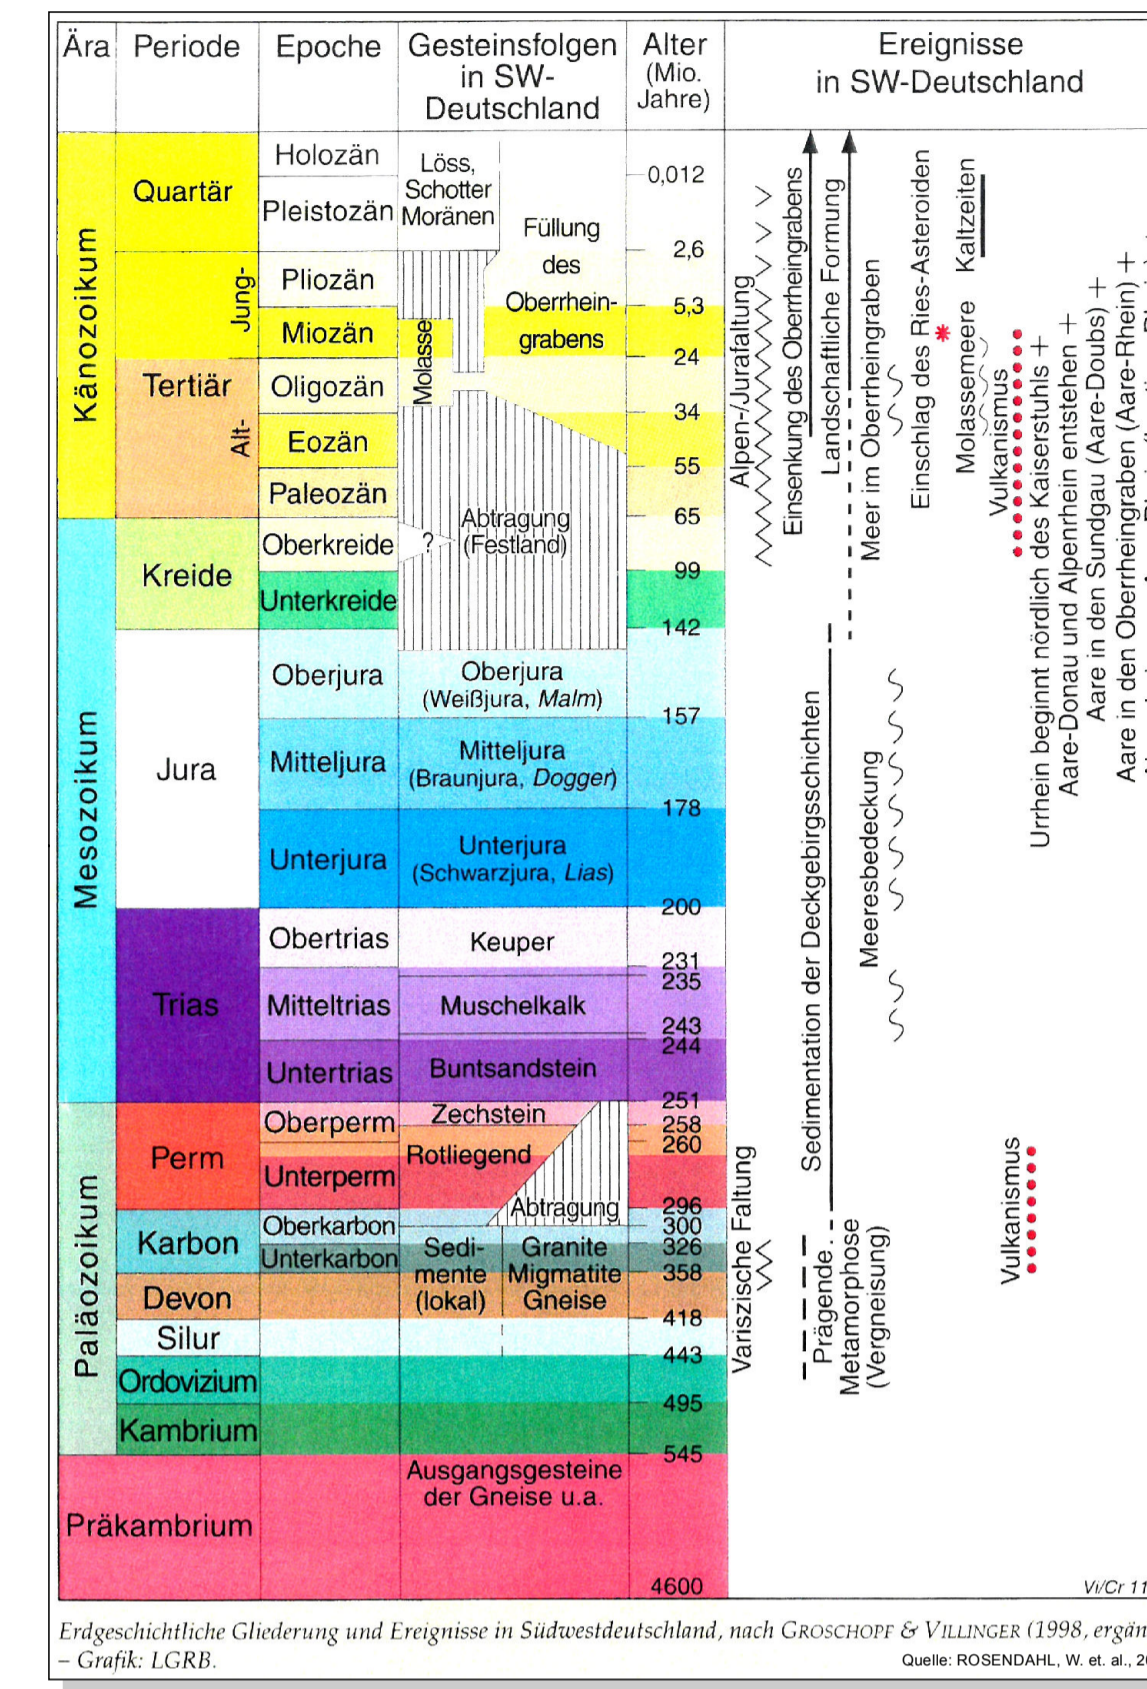 Ära
Periode
Epoche
Gesteinsfolgen
in SW-
Deutschland
Alter
(Mio.
Jahre)
Ereignisse
in SW-Deutschland
Känozoikum
Quartär
Jung-
Tertiär
Alt-
Holozän
Pleistozän
Pliozän
Miozän
Oligozän
Eozän
Paleozän
Löss,
Schotter
Moränen
Füllung
des
Oberrhein-
grabens
Molasse
Abtragung
(Festland)
?
0,012
2,6
5,3
24
34
55
65
Mesozoikum
Kreide
Oberkreide
Unterkreide
99
142
Jura
Oberjura
Mitteljura
Unterjura
Oberjura
(Weißjura, Malm)
Mitteljura
(Braunjura, Dogger)
Unterjura
(Schwarzjura, Lias)
157
178
200
Trias
Obertrias
Mitteltrias
Untertrias
Keuper
Muschelkalk
Buntsandstein
231
235
243
244
251
Paläozoikum
Perm
Oberperm
Unterperm
Zechstein
Rotliegend
Abtragung
258
260
296
Karbon
Oberkarbon
Unterkarbon
300
326
358
Devon
Silur
Ordovizium
Kambrium
Sedi-
mente
(lokal)
Granite
Migmatite
Gneise
418
443
495
545
Präkambrium
Ausgangsgesteine
der Gneise u.a.
4600
Alpen-/Jurafaltung
Einsenkung des Oberrheingrabens
Landschaftliche Formung
Meer im Oberrheingraben
Einschlag des Ries-Asteroiden
Kaltzeiten
Molassemeere
Vulkanismus
Urrhein beginnt nördlich des Kaiserstuhls +
Aare-Donau und Alpenrhein entstehen +
Aare in den Sundgau (Aare-Doubs) +
Aare in den Oberrheingraben (Aare-Rhein) +
Sedimentation der Deckgebirgsschichten
Meeresbedeckung
Variszische Faltung
Prägende
Metamorphose
(Vergneisung)
Vulkanismus
Vi/Cr 11
Erdgeschichtliche Gliederung und Ereignisse in Südwestdeutschland, nach GROSCHOPF & VILLINGER (1998, ergän
– Grafik: LGRB.
Quelle: ROSENDAHL, W. et. al., 2